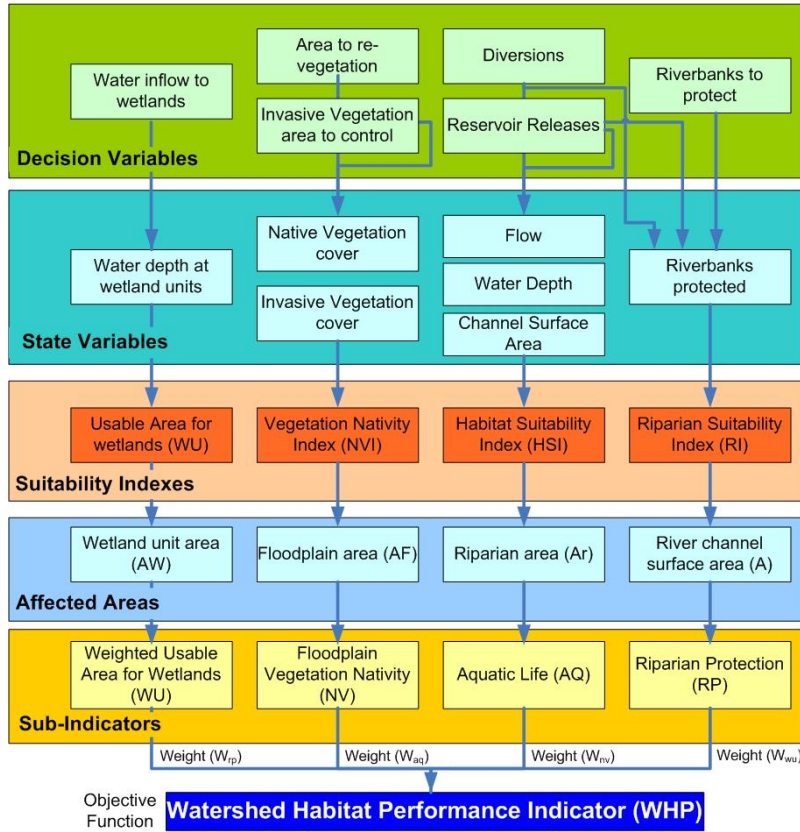 Water inflow to
wetlands
Area to re-
vegetation
Invasive Vegetation
area to control
Diversions
Reservoir Releases
Riverbanks to
protect
Decision Variables
Water depth at
wetland units
Native Vegetation
cover
Invasive Vegetation
cover
Flow
Water Depth
Channel Surface
Area
Riverbanks
protected
State Variables
Usable Area for
wetlands (WU)
Vegetation Nativity
Index (NVI)
Habitat Suitability
Index (HSI)
Riparian Suitability
Index (RI)
Suitability Indexes
Wetland unit area
(AW)
Floodplain area (AF)
Riparian area (Ar)
River channel
surface area (A)
Affected Areas
Weighted Usable
Area for Wetlands
(WU)
Floodplain
Vegetation Nativity
(NV)
Aquatic Life (AQ)
Riparian Protection
(RP)
Sub-Indicators
Weight (Wrp)
Weight (Waq)
Weight (Wnv)
Weight (Wwu)
Objective
Function
Watershed Habitat Performance Indicator (WHP)